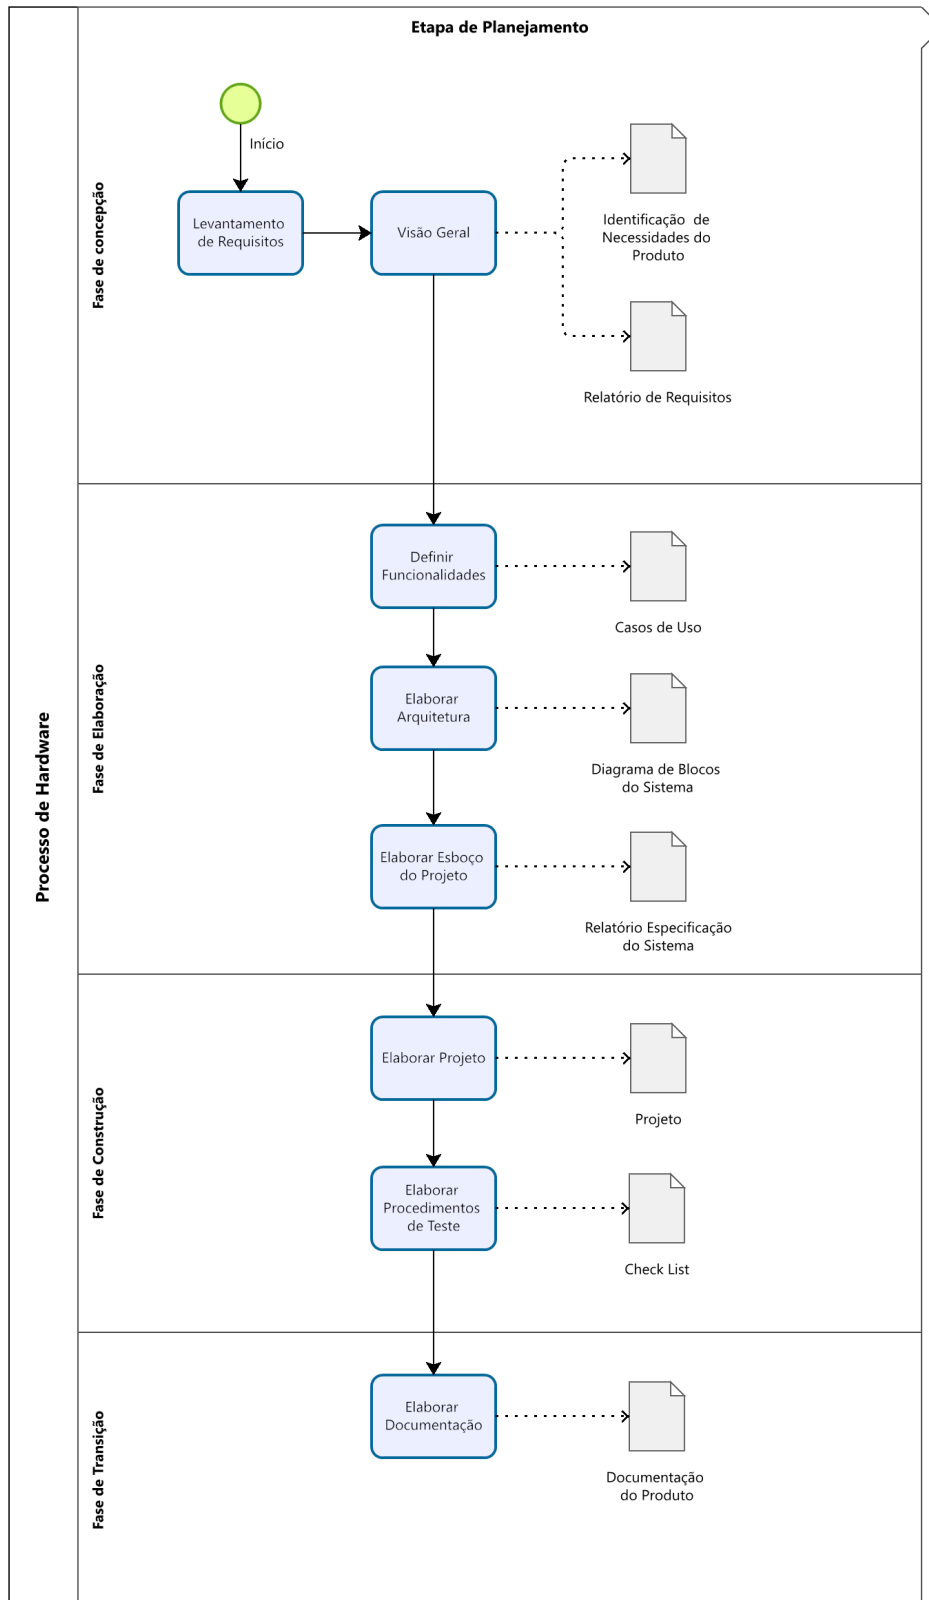 Etapa de Planejamento
Processo de Hardware
Fase de concepção
Início
Levantamento
de Requisitos
Visão Geral
Identificação de
Necessidades do
Produto
Relatório de Requisitos
Fase de Elaboração
Definir
Funcionalidades
Casos de Uso
Elaborar
Arquitetura
Diagrama de Blocos
do Sistema
Elaborar Esboço
do Projeto
Relatório Especificação
do Sistema
Fase de Construção
Elaborar Projeto
Projeto
Elaborar
Procedimentos
de Teste
Check List
Fase de Transição
Elaborar
Documentação
Documentação
do Produto